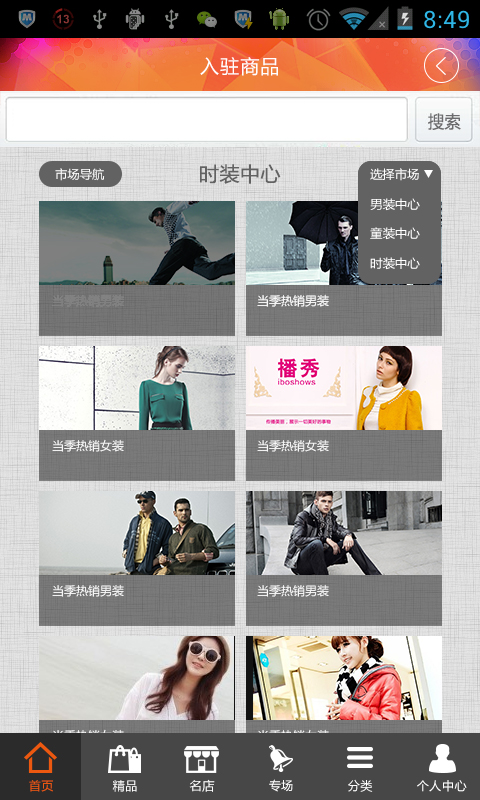 13
8:49
入驻商品
搜索
市场导航
时装中心
选择市场
男装中心
童装中心
时装中心
当季热销男装
当季热销男装
播秀
iboshows
当季热销女装
当季热销女装
当季热销男装
当季热销男装
首页
精品
名店
专场
分类
个人中心